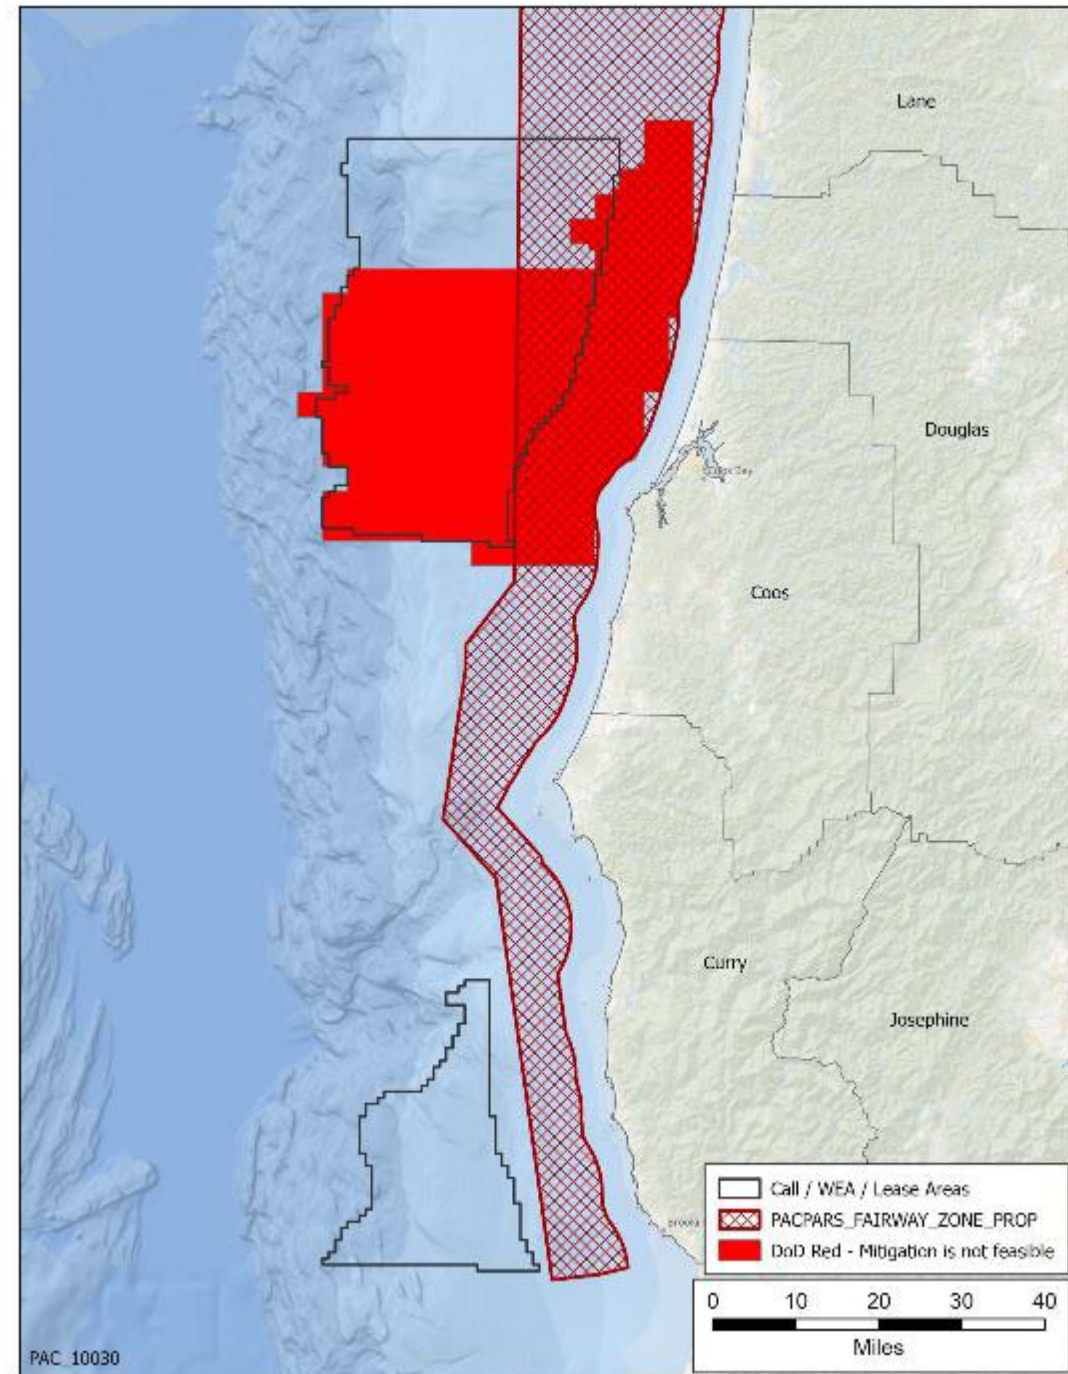 Lane
Douglas
Coos
Curry
Josephine
Call / WEA / Lease Areas
PACPARS_FAIRWAY_ZONE_PROP
DoD Red - Mitigation is not feasible
0 10 20 30 40
Miles
PAC_10030